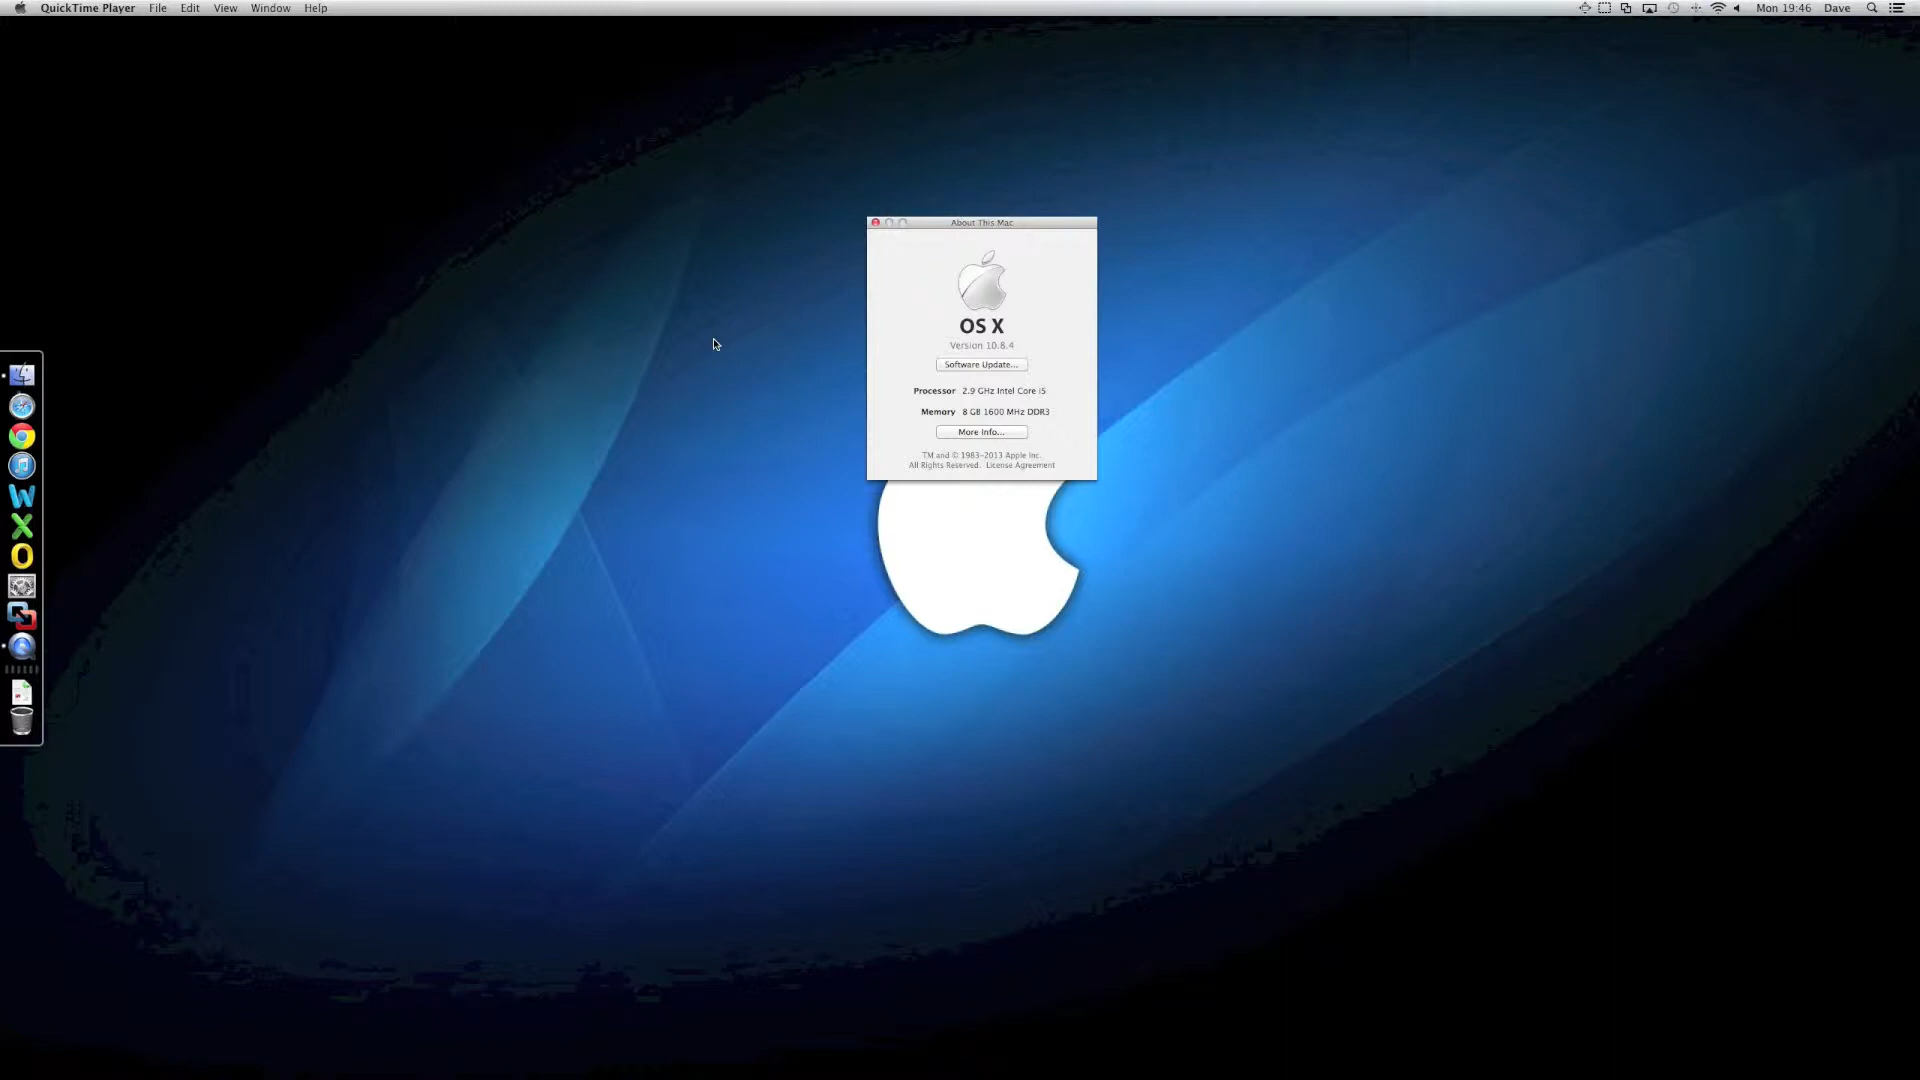 QuickTime Player File Edit View Window Help
Mon 19:46 Dave
About This Mac
OS X
Version 10.8.4
Software Update...
Processor 2.9 GHz Intel Core i5
Memory 8 GB 1600 MHz DDR3
More Info...
TM and © 1983–2013 Apple Inc.
All Rights Reserved. License Agreement